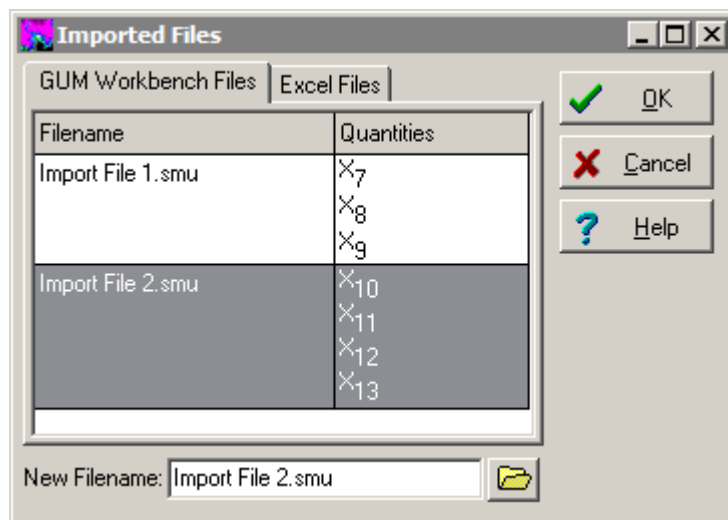 Imported Files
GUM Workbench Files Excel Files
OK
Filename Quantities
Import File 1.smu X₇
X₈
X₉
Cancel
Help
Import File 2.smu X₁₀
X₁₁
X₁₂
X₁₃
New Filename: Import File 2.smu